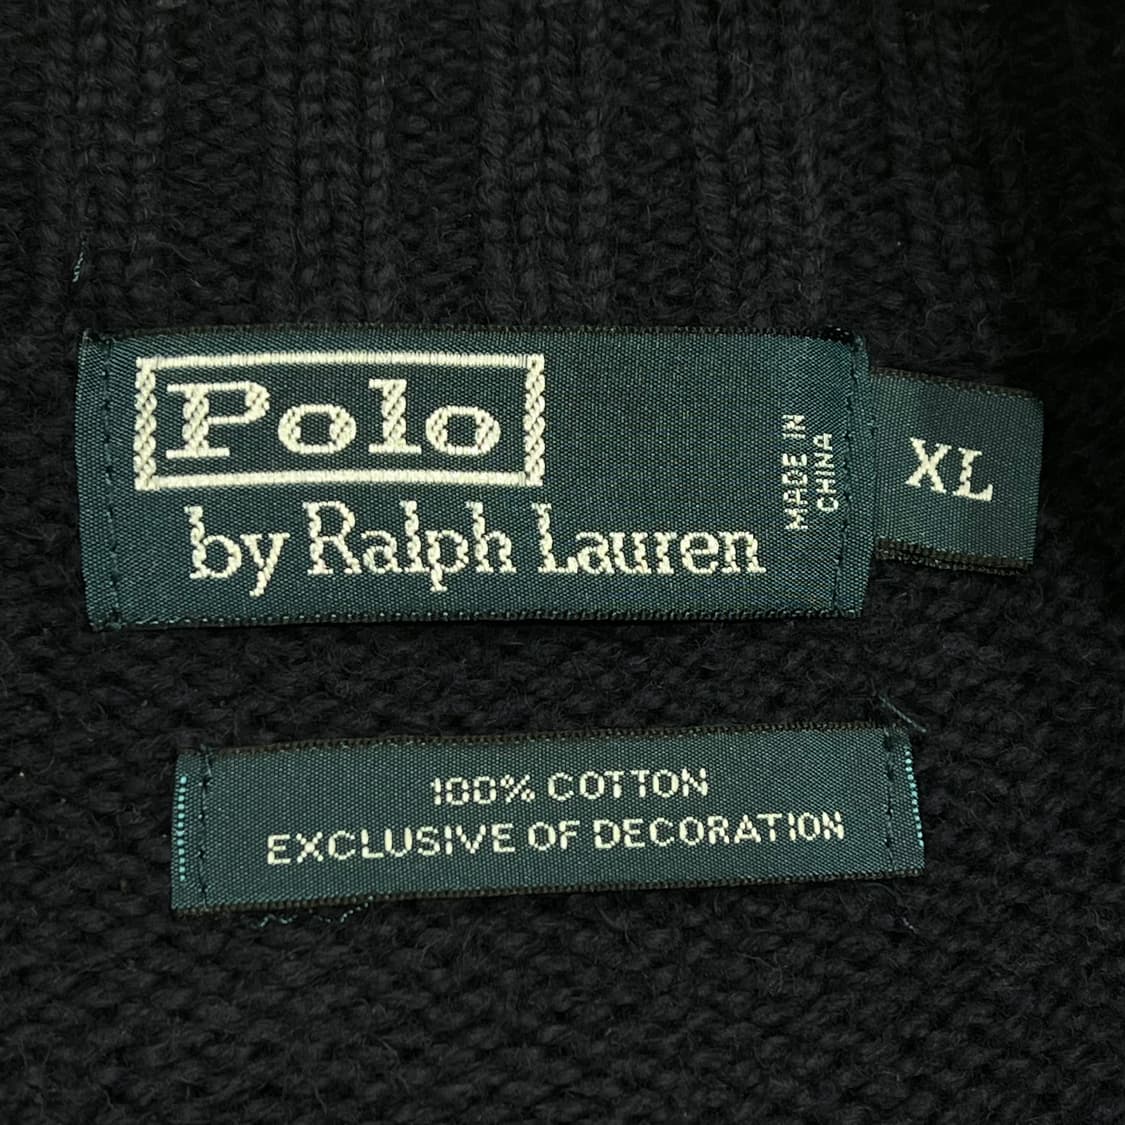 Polo
by Ralph Lauren
MADE IN
CHINA
XL
100% COTTON
EXCLUSIVE OF DECORATION